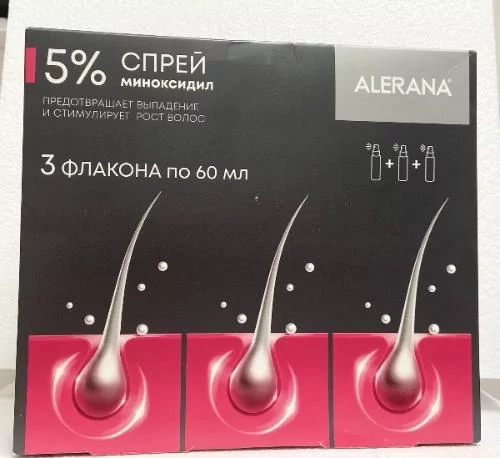 5% СПРЕЙ
миноксидил
ПРЕДОТВРАЩАЕТ ВЫПАДЕНИЕ
И СТИМУЛИРУЕТ РОСТ ВОЛОС
ALERANA®
3 ФЛАКОНА по 60 мл
+ +